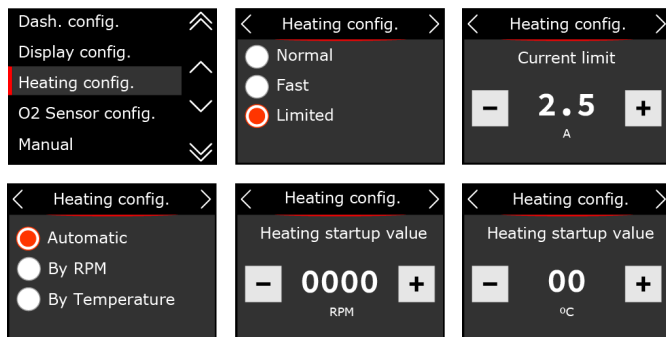 Dash. config.
Display config.
Heating config.
O2 Sensor config.
Manual
Heating config.
Normal
Fast
Limited
Heating config.
Current limit
− 2.5 +
A
Heating config.
Automatic
By RPM
By Temperature
Heating config.
Heating startup value
− 0000 +
RPM
Heating config.
Heating startup value
− 00 +
ºC